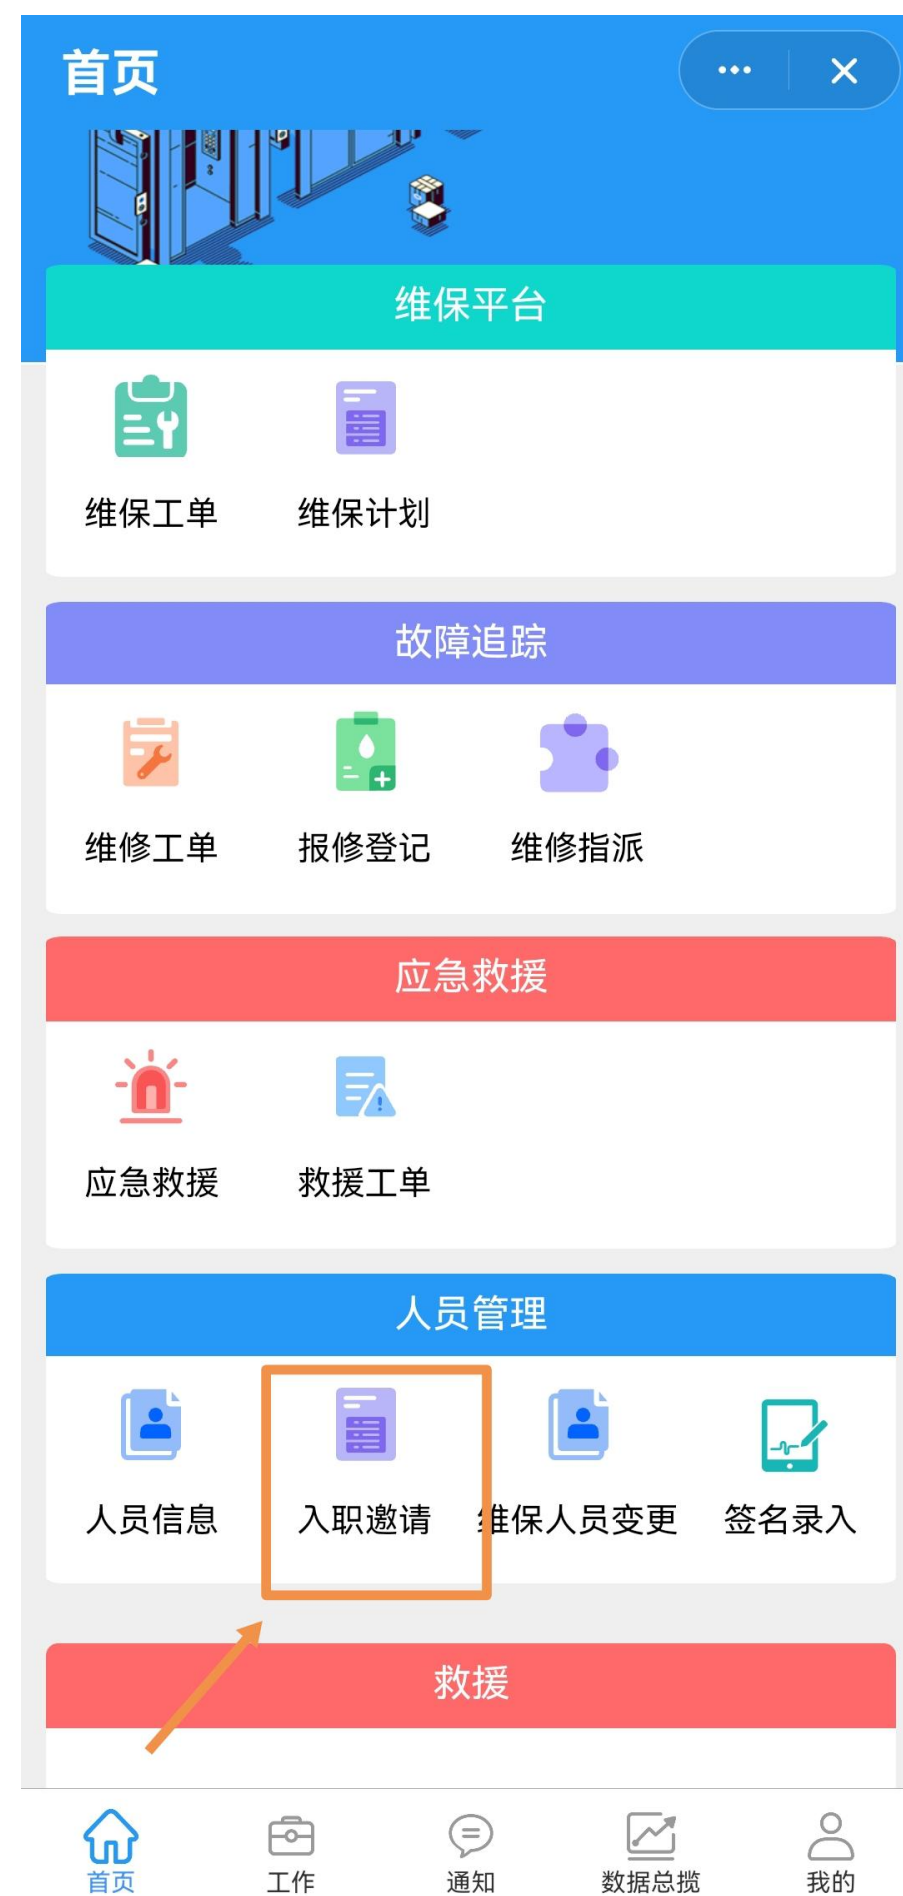 首页
维保平台
维保工单 维保计划
故障追踪
维修工单 报修登记 维修指派
应急救援
应急救援 救援工单
人员管理
人员信息 入职邀请 维保人员变更 签名录入
救援
首页 工作 通知 数据总揽 我的